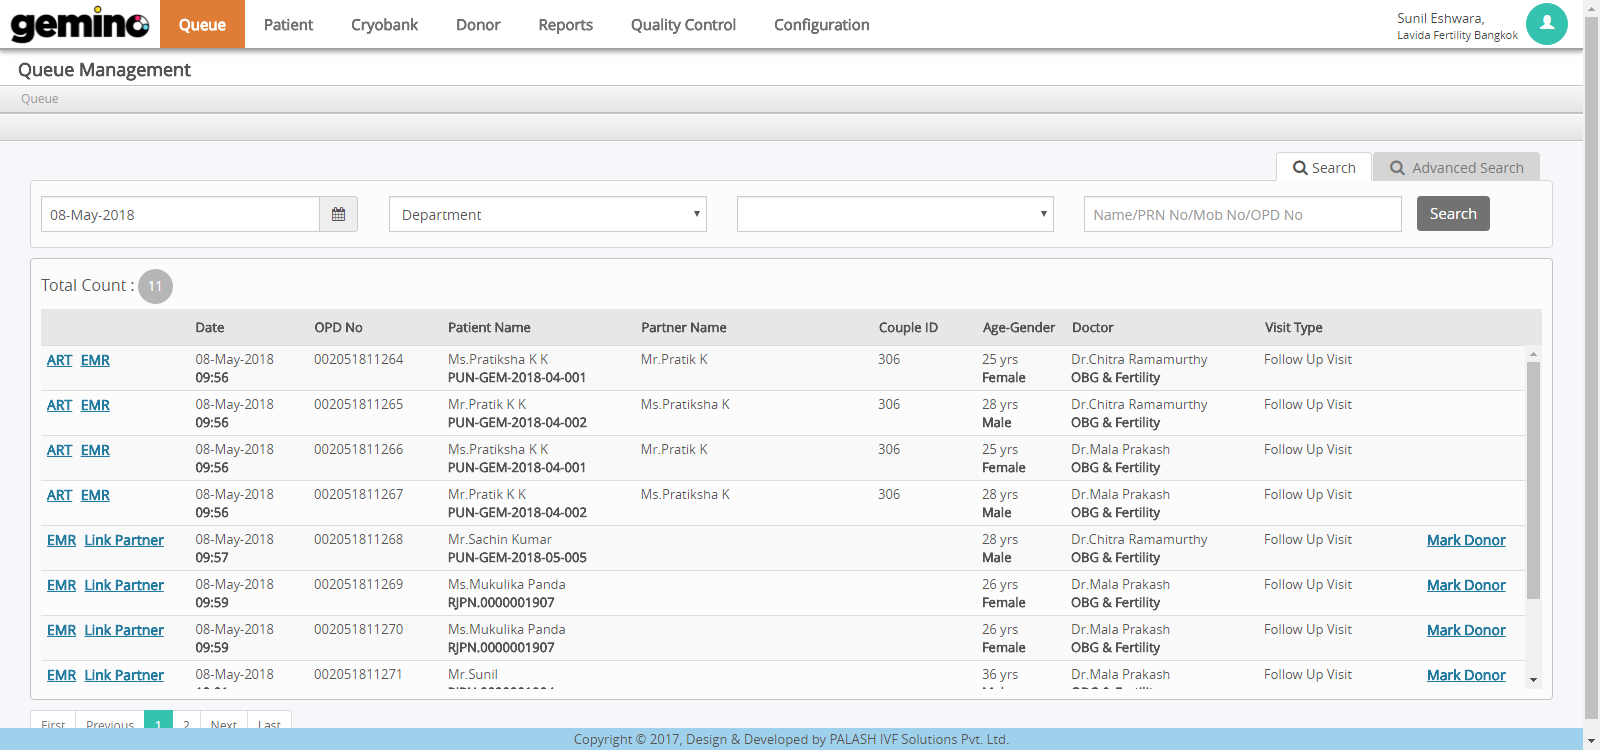 gemino Queue Patient Cryobank Donor Reports Quality Control Configuration Sunil Eshwara,
Lavida Fertility Bangkok
Queue Management
Queue
Search Advanced Search
08-May-2018 Department Name/PRN No/Mob No/OPD No Search
Total Count : 11
Date OPD No Patient Name Partner Name Couple ID Age-Gender Doctor Visit Type
ART EMR 08-May-2018 002051811264 Ms.Pratiksha K K Mr.Pratik K 306 25 yrs Dr.Chitra Ramamurthy Follow Up Visit
09:56 PUN-GEM-2018-04-001 Female OBG & Fertility
ART EMR 08-May-2018 002051811265 Mr.Pratik K K Ms.Pratiksha K 306 28 yrs Dr.Chitra Ramamurthy Follow Up Visit
09:56 PUN-GEM-2018-04-002 Male OBG & Fertility
ART EMR 08-May-2018 002051811266 Ms.Pratiksha K K Mr.Pratik K 306 25 yrs Dr.Mala Prakash Follow Up Visit
09:56 PUN-GEM-2018-04-001 Female OBG & Fertility
ART EMR 08-May-2018 002051811267 Mr.Pratik K K Ms.Pratiksha K 306 28 yrs Dr.Mala Prakash Follow Up Visit
09:56 PUN-GEM-2018-04-002 Male OBG & Fertility
EMR Link Partner 08-May-2018 002051811268 Mr.Sachin Kumar 28 yrs Dr.Chitra Ramamurthy Follow Up Visit Mark Donor
09:57 PUN-GEM-2018-05-005 Male OBG & Fertility
EMR Link Partner 08-May-2018 002051811269 Ms.Mukulika Panda 26 yrs Dr.Mala Prakash Follow Up Visit Mark Donor
09:59 RJPN.0000001907 Female OBG & Fertility
EMR Link Partner 08-May-2018 002051811270 Ms.Mukulika Panda 26 yrs Dr.Mala Prakash Follow Up Visit Mark Donor
09:59 RJPN.0000001907 Female OBG & Fertility
EMR Link Partner 08-May-2018 002051811271 Mr.Sunil 36 yrs Dr.Mala Prakash Follow Up Visit Mark Donor
First Previous 1 2 Next Last
Copyright © 2017, Design & Developed by PALASH IVF Solutions Pvt. Ltd.